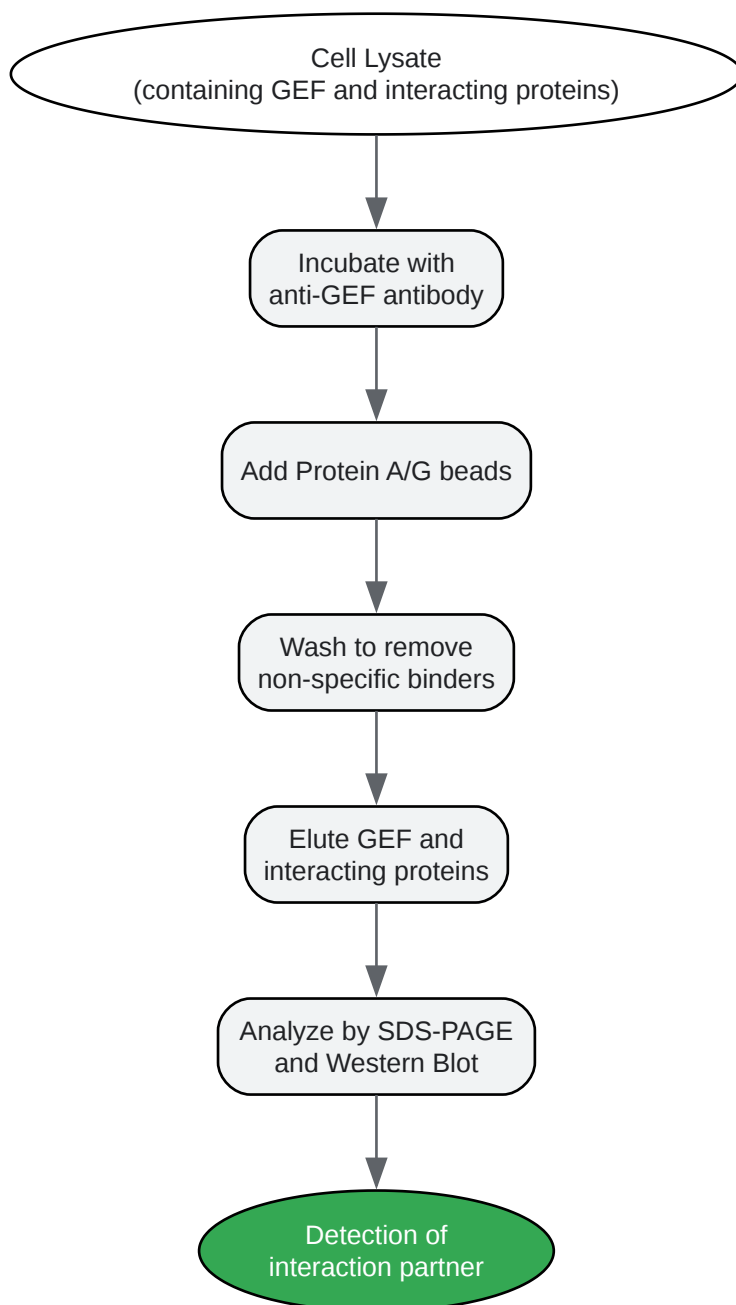 Cell Lysate
(containing GEF and interacting proteins)
Incubate with
anti-GEF antibody
Add Protein A/G beads
Wash to remove
non-specific binders
Elute GEF and
interacting proteins
Analyze by SDS-PAGE
and Western Blot
Detection of
interaction partner